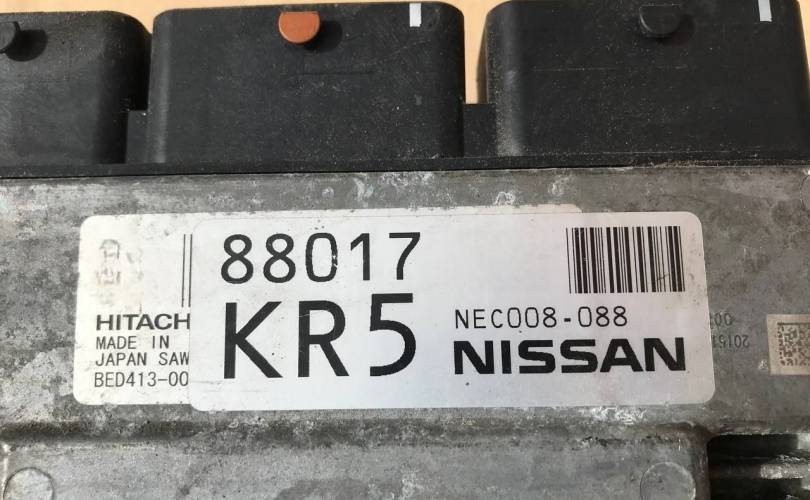 88017
KR5
NEC008-088
NISSAN
HITACH
MADE IN
JAPAN SAW
BED413-00